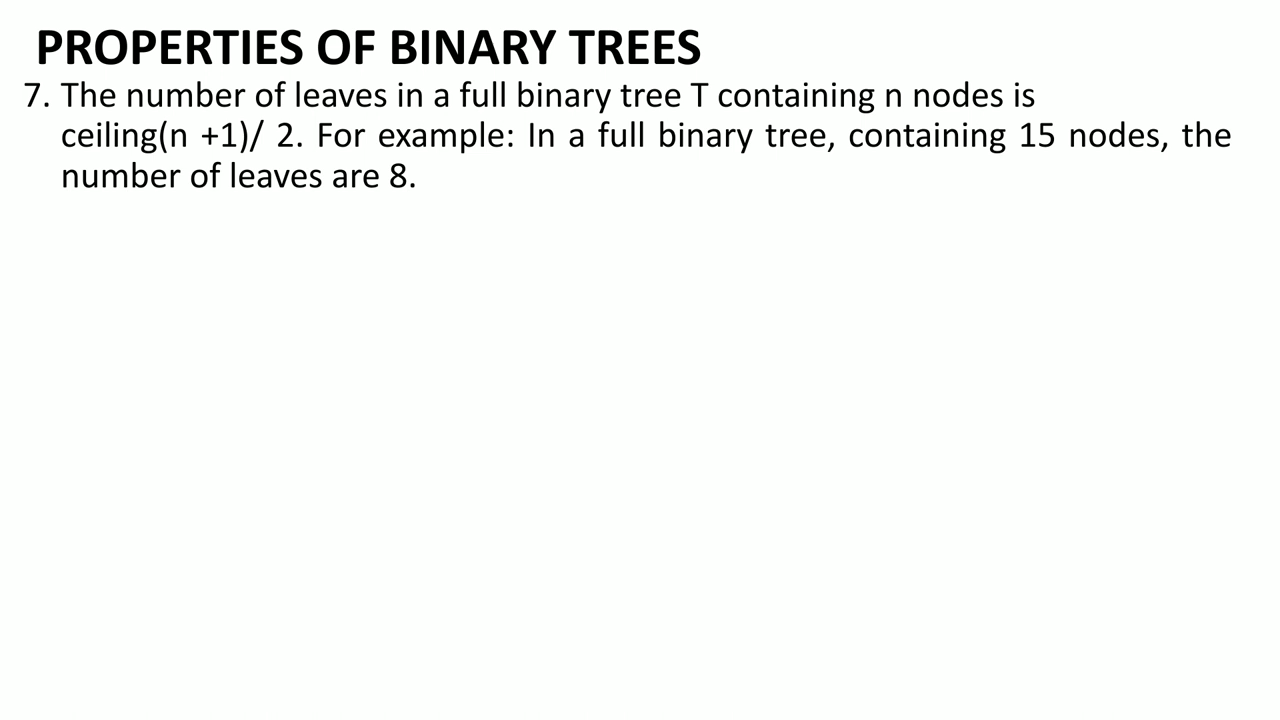 PROPERTIES OF BINARY TREES
7. The number of leaves in a full binary tree T containing n nodes is
ceiling(n +1)/ 2. For example: In a full binary tree, containing 15 nodes, the
number of leaves are 8.